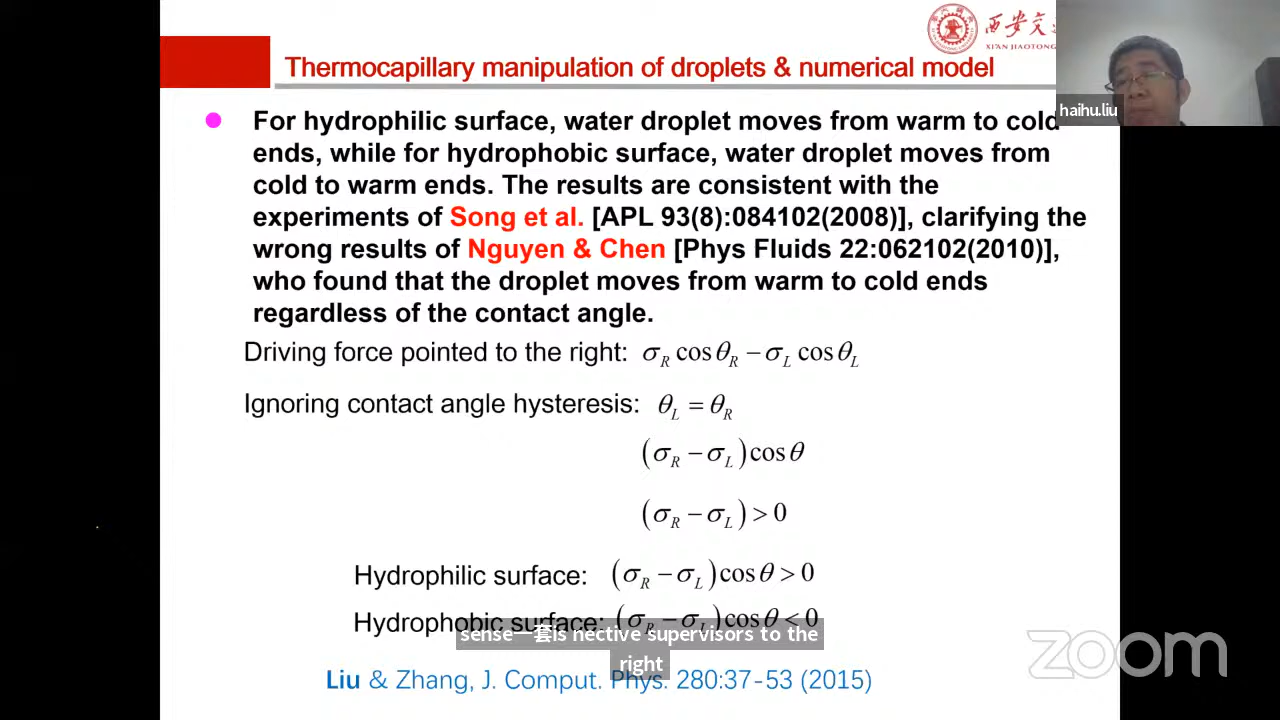 西安交
XI'AN JIAOTONG
haihu.liu
Thermocapillary manipulation of droplets & numerical model
For hydrophilic surface, water droplet moves from warm to cold
ends, while for hydrophobic surface, water droplet moves from
cold to warm ends. The results are consistent with the
experiments of Song et al. [APL 93(8):084102(2008)], clarifying the
wrong results of Nguyen & Chen [Phys Fluids 22:062102(2010)],
who found that the droplet moves from warm to cold ends
regardless of the contact angle.
Driving force pointed to the right: σ_R cos θ_R − σ_L cos θ_L
Ignoring contact angle hysteresis: θ_L = θ_R
(σ_R − σ_L) cos θ
(σ_R − σ_L) > 0
Hydrophilic surface: (σ_R − σ_L) cos θ > 0
Hydrophobic surface: (σ_R − σ_L) cos θ < 0
sense一套is nective supervisors to the
right
Liu & Zhang, J. Comput. Phys. 280:37-53 (2015)
zoom